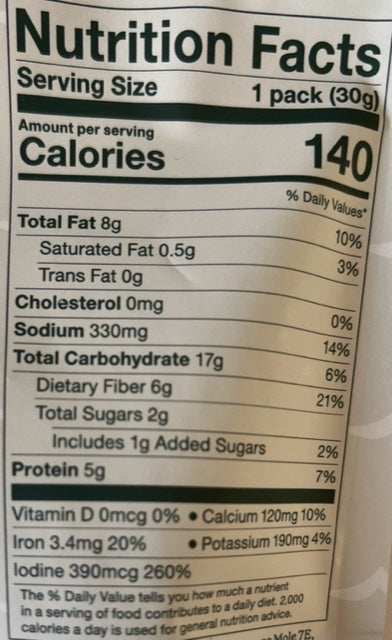 Nutrition Facts
Serving Size 1 pack (30g)
Amount per serving
Calories 140
% Daily Values*
Total Fat 8g 10%
Saturated Fat 0.5g 3%
Trans Fat 0g
Cholesterol 0mg 0%
Sodium 330mg 14%
Total Carbohydrate 17g 6%
Dietary Fiber 6g 21%
Total Sugars 2g
Includes 1g Added Sugars 2%
Protein 5g 7%
Vitamin D 0mcg 0% • Calcium 120mg 10%
Iron 3.4mg 20% • Potassium 190mg 4%
Iodine 390mcg 260%
The % Daily Value tells you how much a nutrient
in a serving of food contributes to a daily diet. 2,000
calories a day is used for general nutrition advice.
Mole 7E,